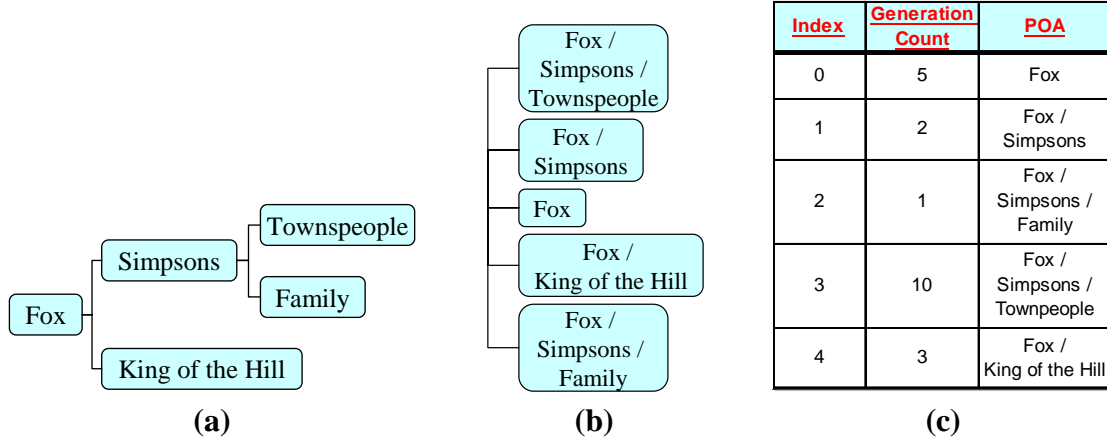 Townspeople
Simpsons
Family
Fox
King of the Hill
(a)
Fox /
Simpsons /
Townspeople
Fox /
Simpsons
Fox
Fox /
King of the Hill
Fox /
Simpsons /
Family
(b)
Index
Generation
Count
POA
0
5
Fox
1
2
Fox /
Simpsons
2
1
Fox /
Simpsons /
Family
3
10
Fox /
Simpsons /
Townpeople
4
3
Fox /
King of the Hill
(c)